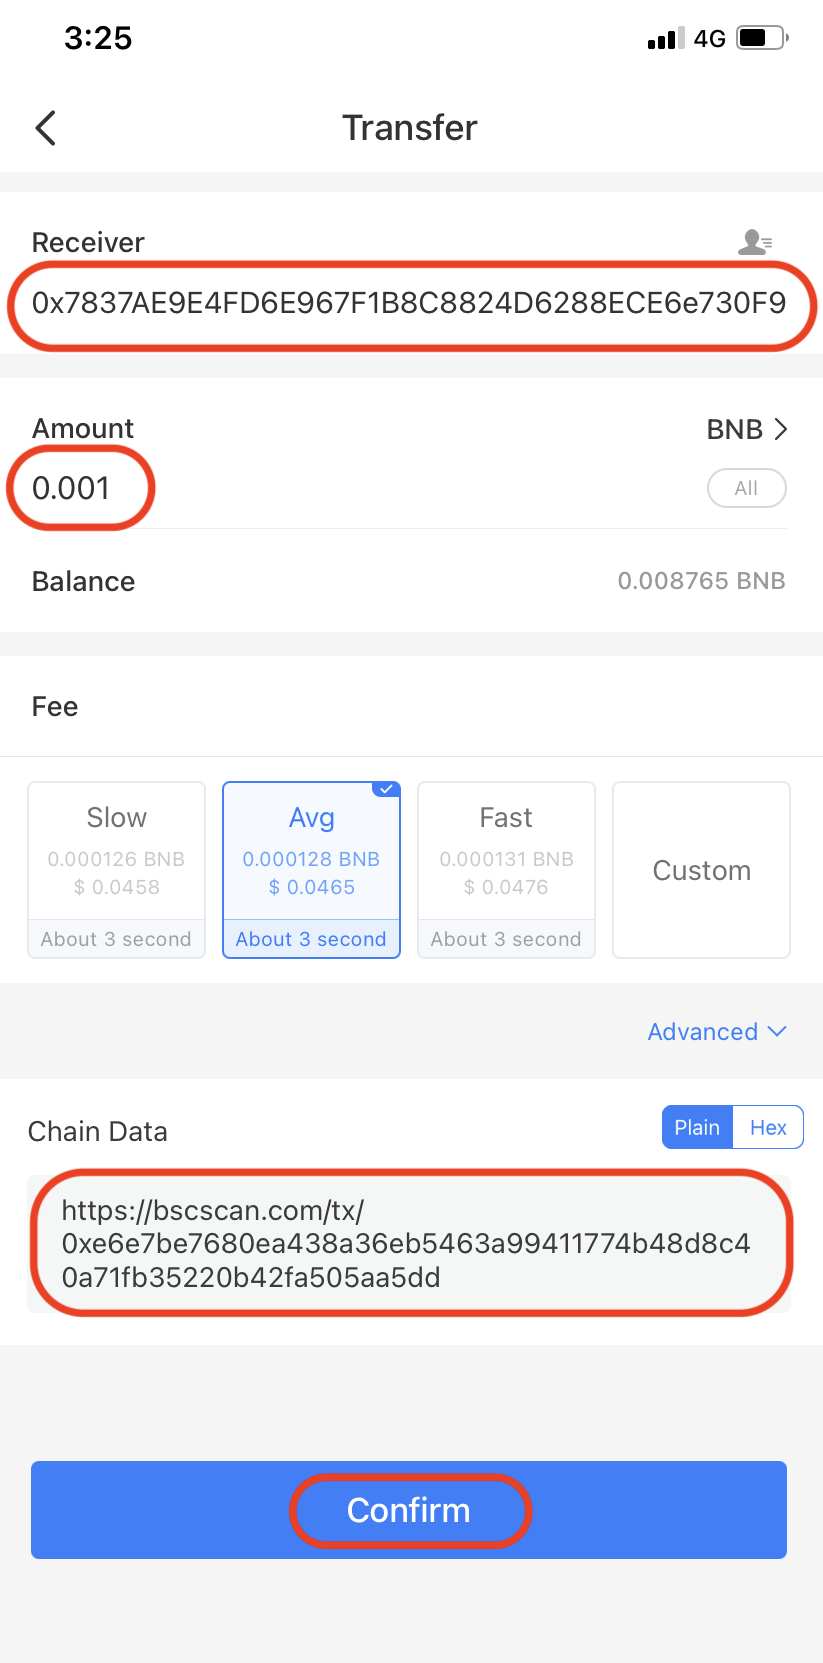 3:25 4G
Transfer
Receiver
0x7837AE9E4FD6E967F1B8C8824D6288ECE6e730F9
Amount BNB
0.001 All
Balance 0.008765 BNB
Fee
Slow Avg Fast
0.000126 BNB 0.000128 BNB 0.000131 BNB Custom
$ 0.0458 $ 0.0465 $ 0.0476
About 3 second About 3 second About 3 second
Advanced
Chain Data Plain Hex
https://bscscan.com/tx/
0xe6e7be7680ea438a36eb5463a99411774b48d8c4
0a71fb35220b42fa505aa5dd
Confirm